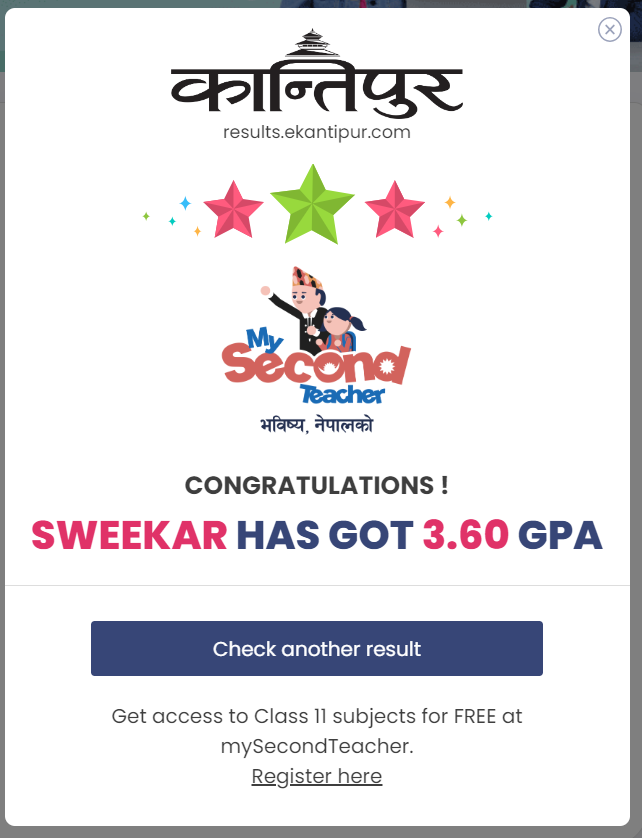 कान्तिपुर
results.ekantipur.com
My
Second
Teacher
भविष्य, नेपालको
CONGRATULATIONS !
SWEEKAR HAS GOT 3.60 GPA
Check another result
Get access to Class 11 subjects for FREE at
mySecondTeacher.
Register here